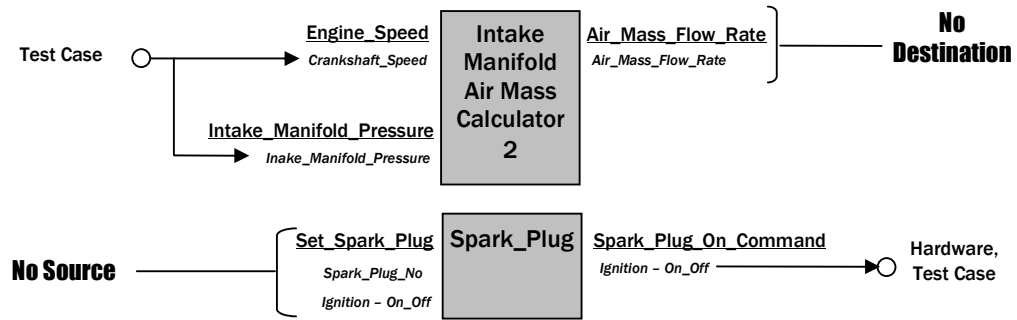 Test Case
Engine_Speed
Crankshaft_Speed
Intake_Manifold_Pressure
Inake_Manifold_Pressure
Intake
Manifold
Air Mass
Calculator
2
Air_Mass_Flow_Rate
Air_Mass_Flow_Rate
No
Destination
No Source
Set_Spark_Plug
Spark_Plug_No
Ignition – On_Off
Spark_Plug
Spark_Plug_On_Command
Ignition – On_Off
Hardware,
Test Case